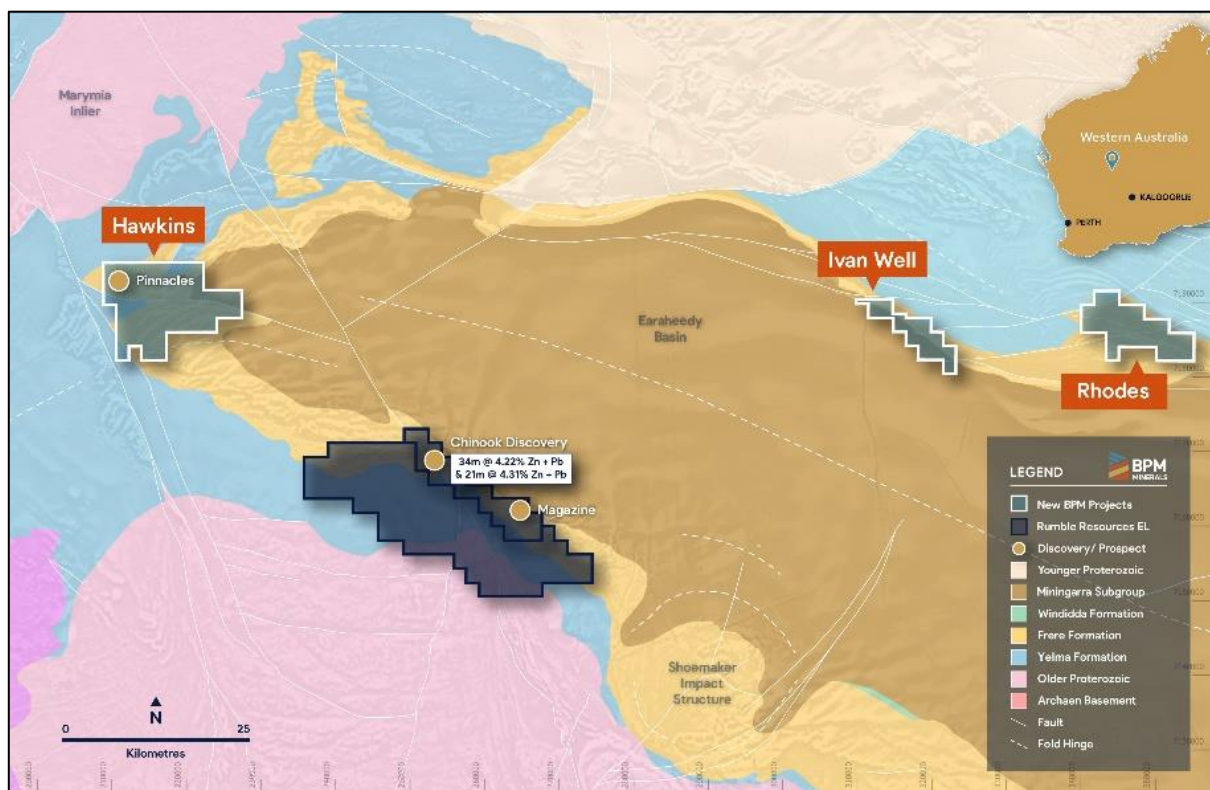 Marymia
Inlier
Western Australia
KALGOORLIE
PERTH
Hawkins
Pinnacles
Ivan Well
Earaheedy
Basin
Rhodes
Chinook Discovery
34m @ 4.22% Zn + Pb
& 21m @ 4.31% Zn + Pb
Magazine
Shoemaker
Impact
Structure
N
0 25
Kilometres
LEGEND
BPM
MINERALS
New BPM Projects
Rumble Resources EL
Discovery/ Prospect
Younger Proterozoic
Miningarra Subgroup
Windidda Formation
Frere Formation
Yelma Formation
Older Proterozoic
Archaen Basement
Fault
Fold Hinge